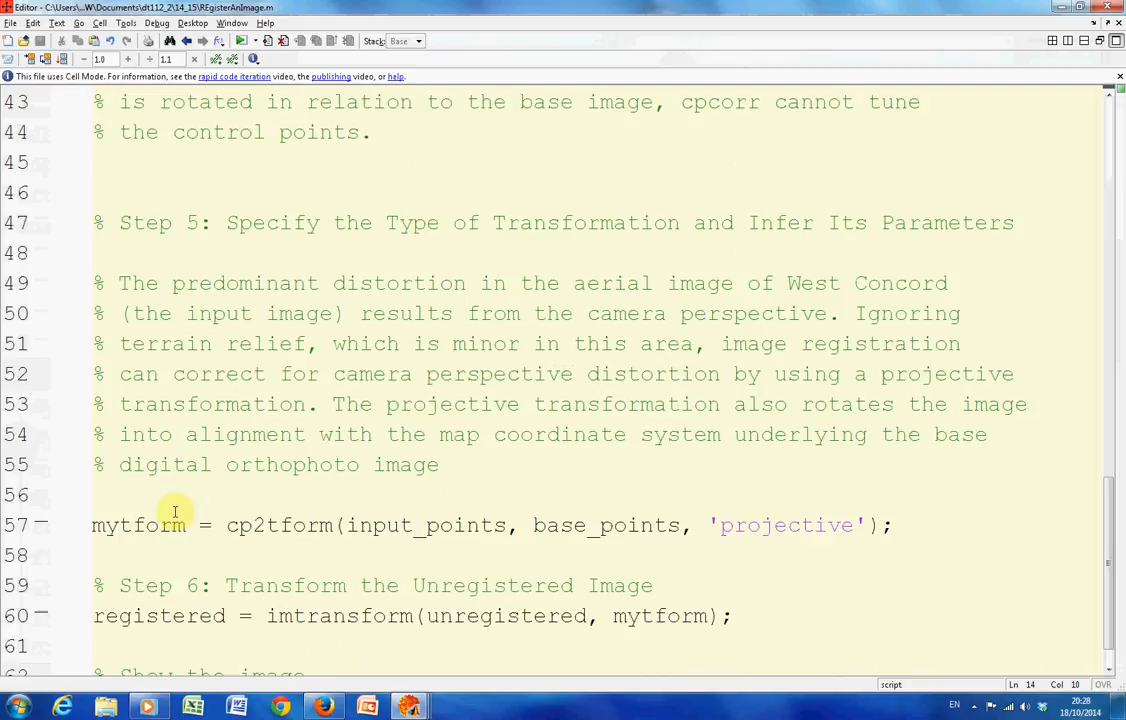 Editor - C:\Users\...W\Documents\dt112_2\14_15\REgisterAnImage.m
File Edit Text Go Cell Tools Debug Desktop Window Help
Stack: Base
1.0 1.1
This file uses Cell Mode. For information, see the rapid code iteration video, the publishing video, or help.
43 % is rotated in relation to the base image, cpcorr cannot tune
44 % the control points.
45
46
47 % Step 5: Specify the Type of Transformation and Infer Its Parameters
48
49 % The predominant distortion in the aerial image of West Concord
50 % (the input image) results from the camera perspective. Ignoring
51 % terrain relief, which is minor in this area, image registration
52 % can correct for camera perspective distortion by using a projective
53 % transformation. The projective transformation also rotates the image
54 % into alignment with the map coordinate system underlying the base
55 % digital orthophoto image
56
57 mytform = cp2tform(input_points, base_points, 'projective');
58
59 % Step 6: Transform the Unregistered Image
60 registered = imtransform(unregistered, mytform);
61
62 % Show the image
script Ln 14 Col 10 OVR
EN 20:28
18/10/2014